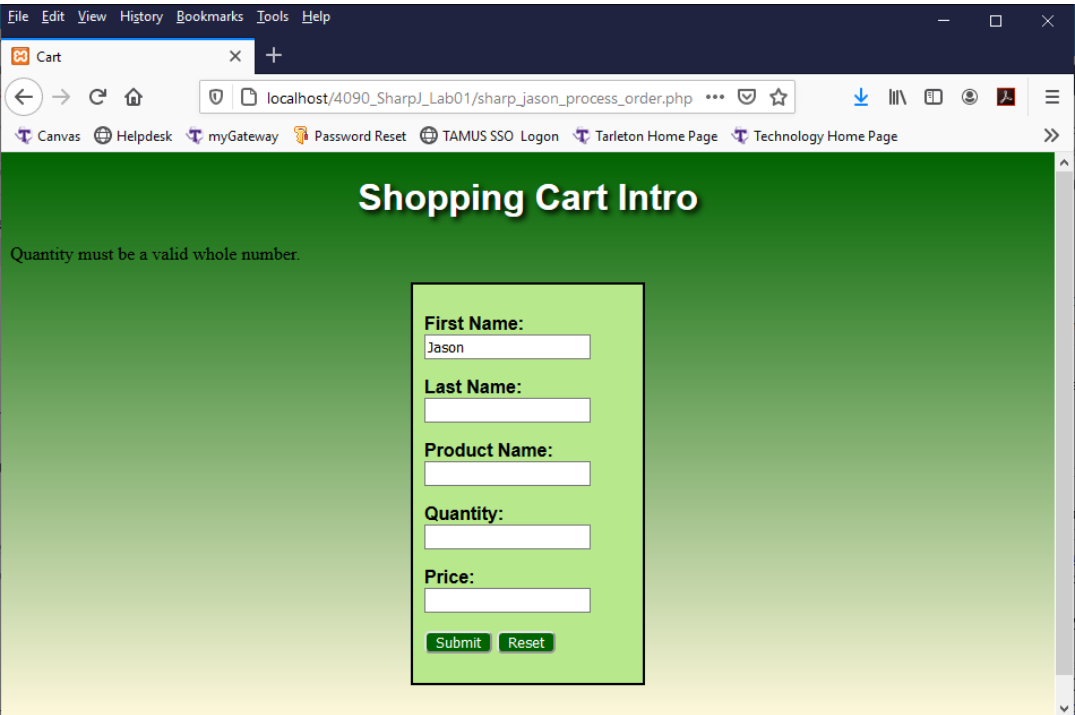 File Edit View History Bookmarks Tools Help
Cart
localhost/4090_SharpJ_Lab01/sharp_jason_process_order.php
Canvas Helpdesk myGateway Password Reset TAMUS SSO Logon Tarleton Home Page Technology Home Page
Shopping Cart Intro
Quantity must be a valid whole number.
First Name:
Jason
Last Name:
Product Name:
Quantity:
Price:
Submit Reset